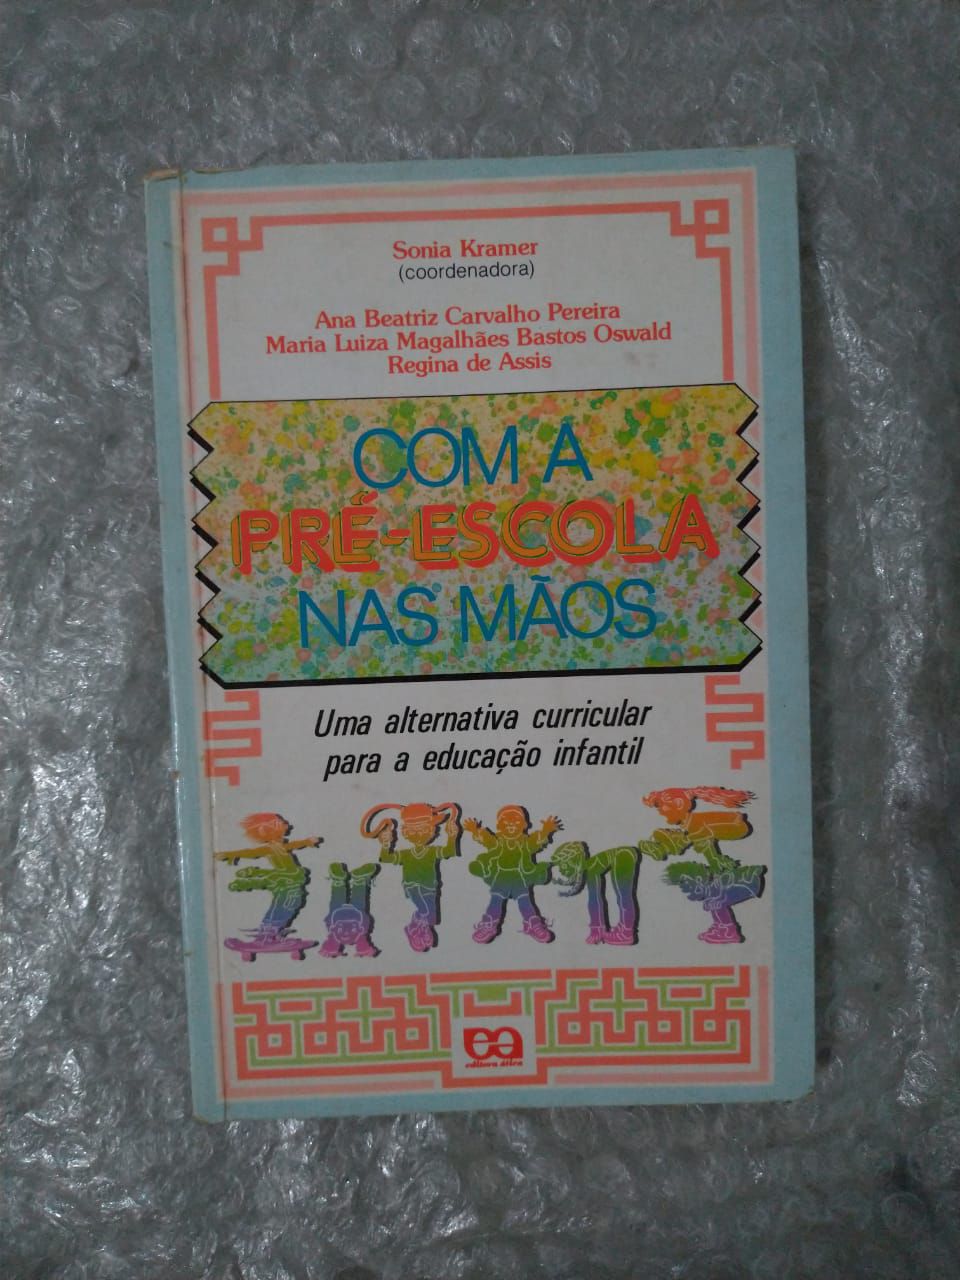 Sonia Kramer
(coordenadora)
Ana Beatriz Carvalho Pereira
Maria Luiza Magalhães Bastos Oswald
Regina de Assis
COM A
PRÉ-ESCOLA
NAS MÃOS
Uma alternativa curricular
para a educação infantil
ea
editora ática